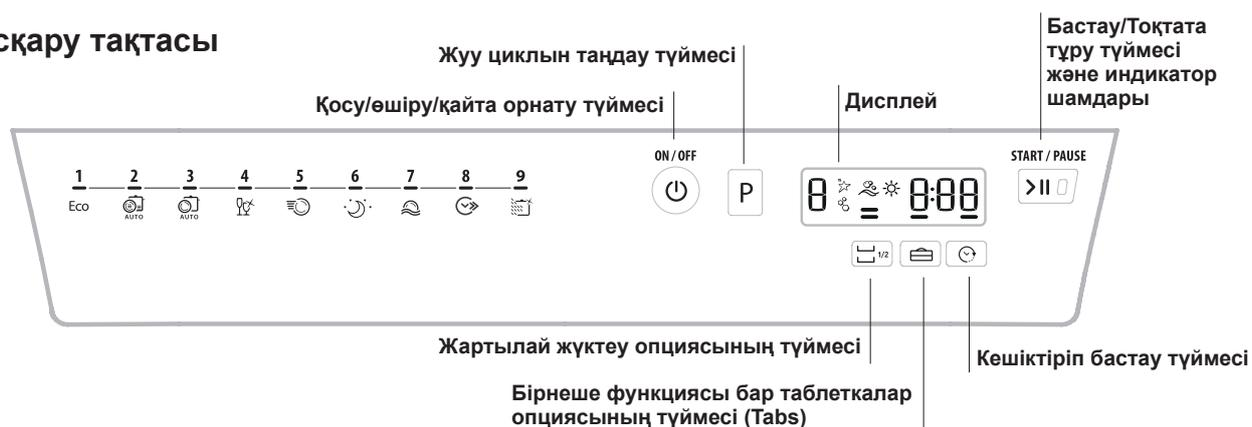 сқару тақтасы
Бастау/Тоқтата
тұру түймесі
және индикатор
шамдары
Жуу циклын таңдау түймесі
Қосу/өшіру/қайта орнату түймесі
Дисплей
ON / OFF
START / PAUSE
1 2 3 4 5 6 7 8 9
Eco AUTO AUTO
P
8 8:88
1/2
Жартылай жүктеу опциясының түймесі
Кешіктіріп бастау түймесі
Бірнеше функциясы бар таблеткалар
опциясының түймесі (Tabs)